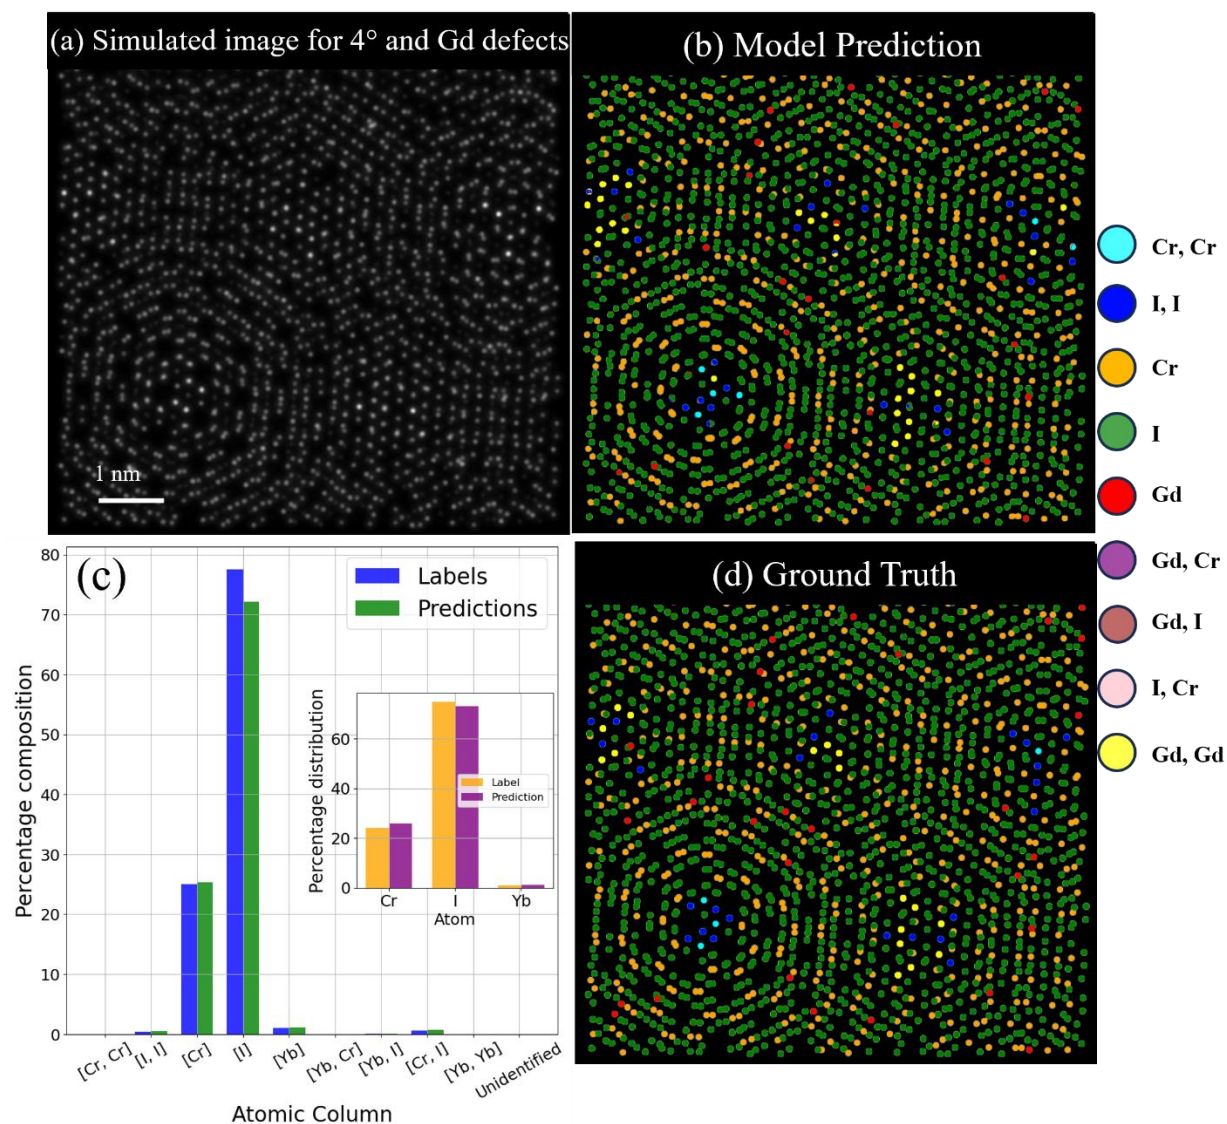 (a) Simulated image for 4° and Gd defects
1 nm
(b) Model Prediction
Cr, Cr
I, I
Cr
I
Gd
Gd, Cr
Gd, I
I, Cr
Gd, Gd
(c)
Labels
Predictions
Percentage composition
80
70
60
50
40
30
20
10
0
[Cr, Cr]
[I, I]
[Cr]
[I]
[Yb]
[Yb, Cr]
[Yb, I]
[Cr, I]
[Yb, Yb]
Unidentified
Atomic Column
Percentage distribution
60
40
20
0
Label
Prediction
Cr
I
Yb
Atom
(d) Ground Truth